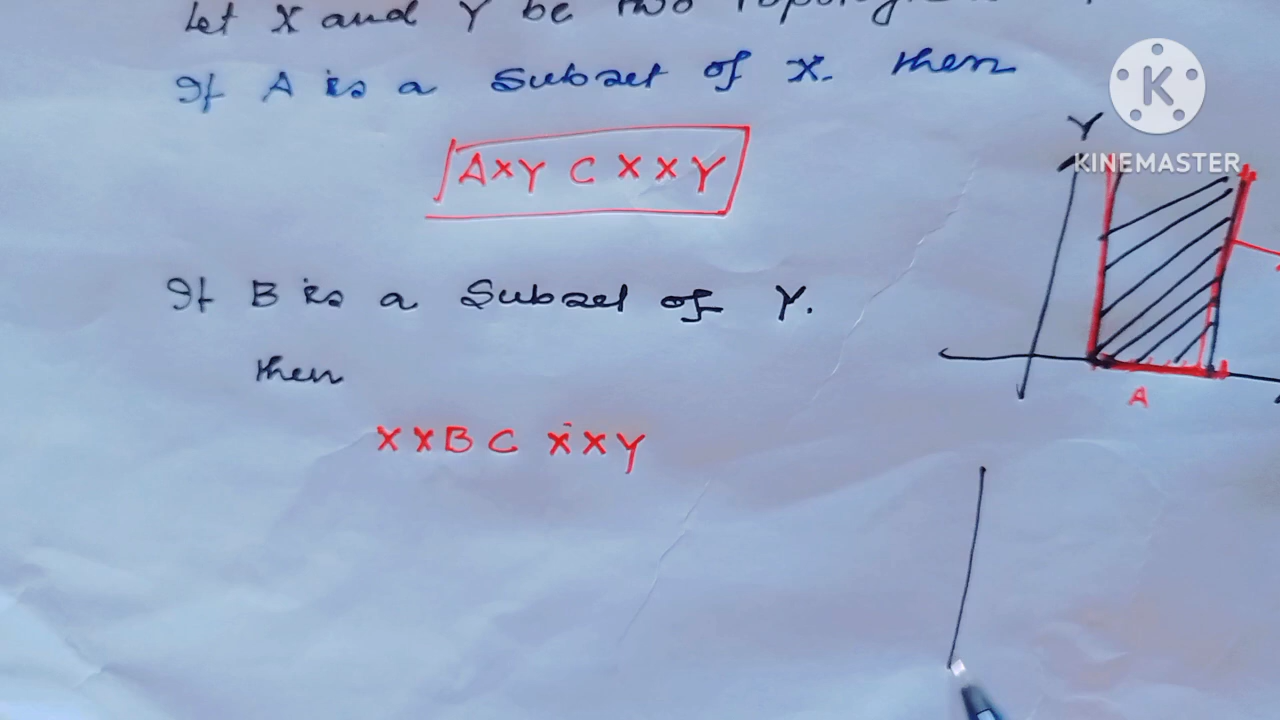 Let X and Y be two
If A is a Subset of X. then
A×Y ⊂ X×Y
If B is a Subset of Y.
then
X×B ⊂ X×Y
Y
K
KINEMASTER
A